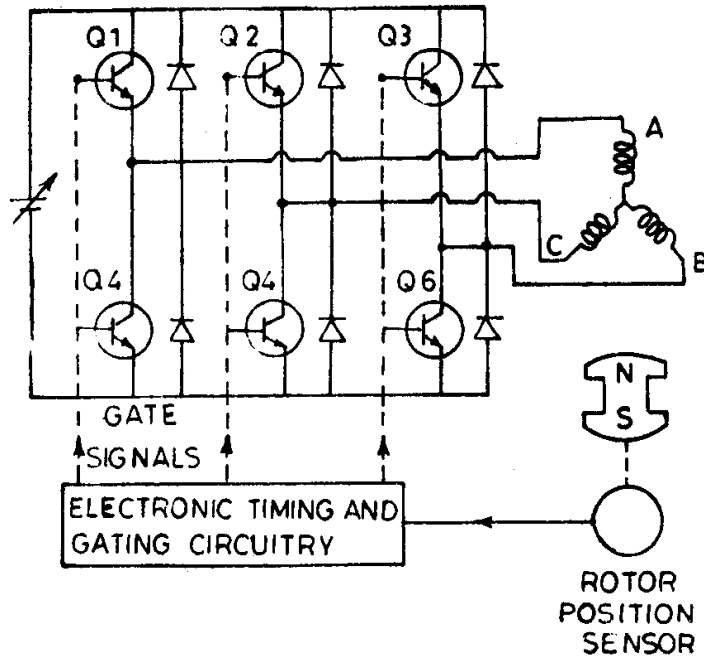 Q1 Q2 Q3
A
C
B
Q4 Q4 Q6
N
S
GATE
SIGNALS
ELECTRONIC TIMING AND
GATING CIRCUITRY
ROTOR
POSITION
SENSOR